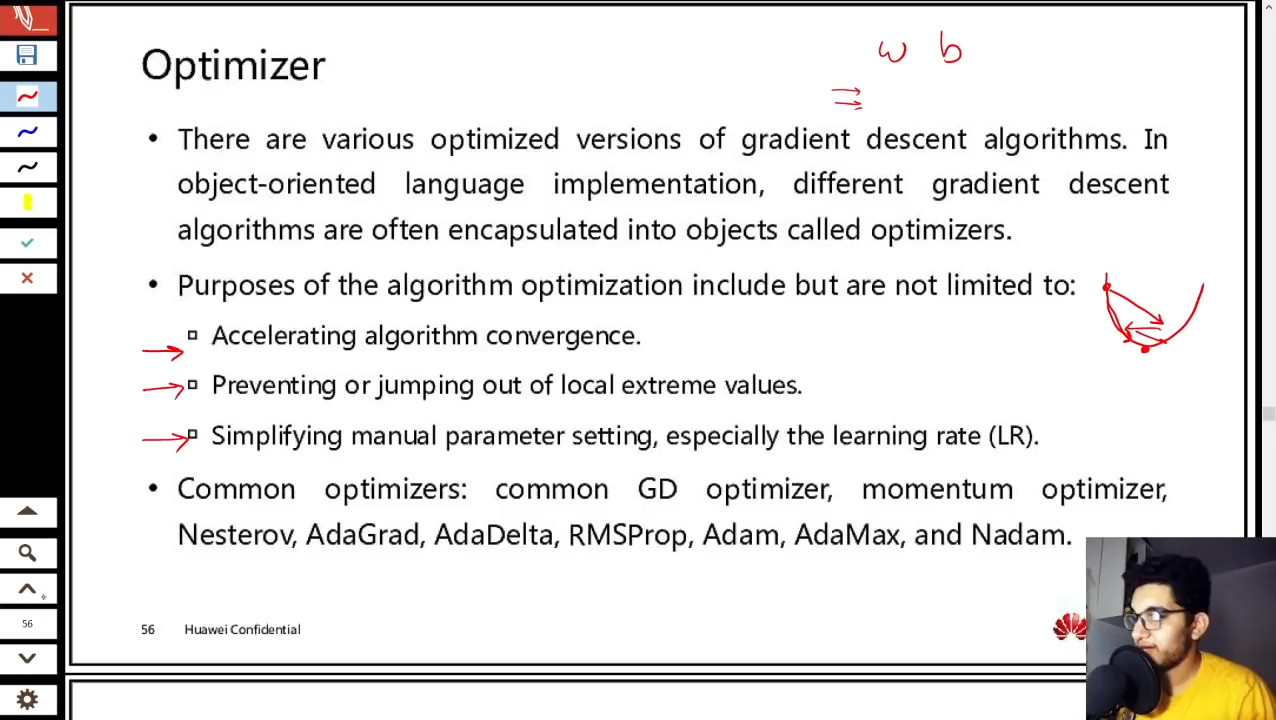 Optimizer
w b
• There are various optimized versions of gradient descent algorithms. In
object-oriented language implementation, different gradient descent
algorithms are often encapsulated into objects called optimizers.
• Purposes of the algorithm optimization include but are not limited to:
Accelerating algorithm convergence.
Preventing or jumping out of local extreme values.
Simplifying manual parameter setting, especially the learning rate (LR).
• Common optimizers: common GD optimizer, momentum optimizer,
Nesterov, AdaGrad, AdaDelta, RMSProp, Adam, AdaMax, and Nadam.
56 Huawei Confidential
56